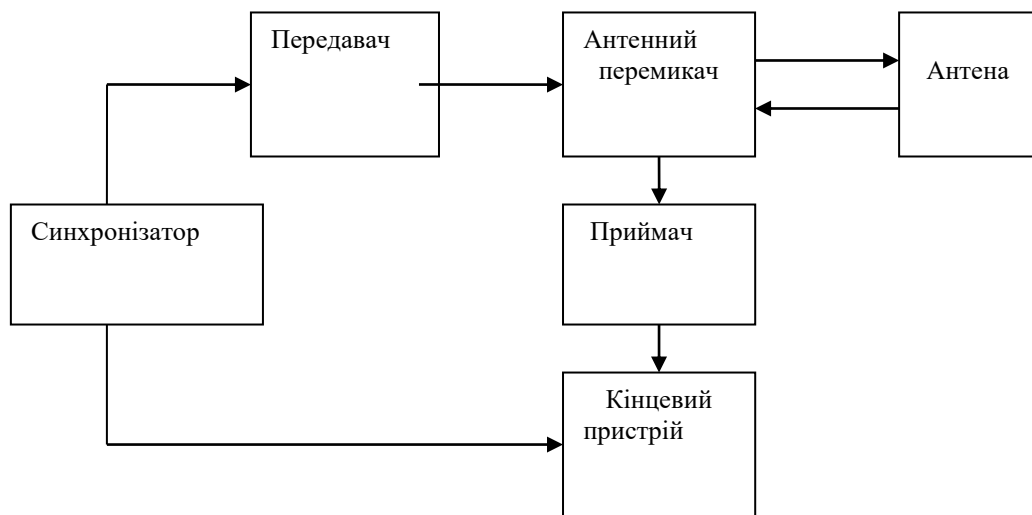 Передавач
Антенний
перемикач
Антена
Синхронізатор
Приймач
Кінцевий
пристрій